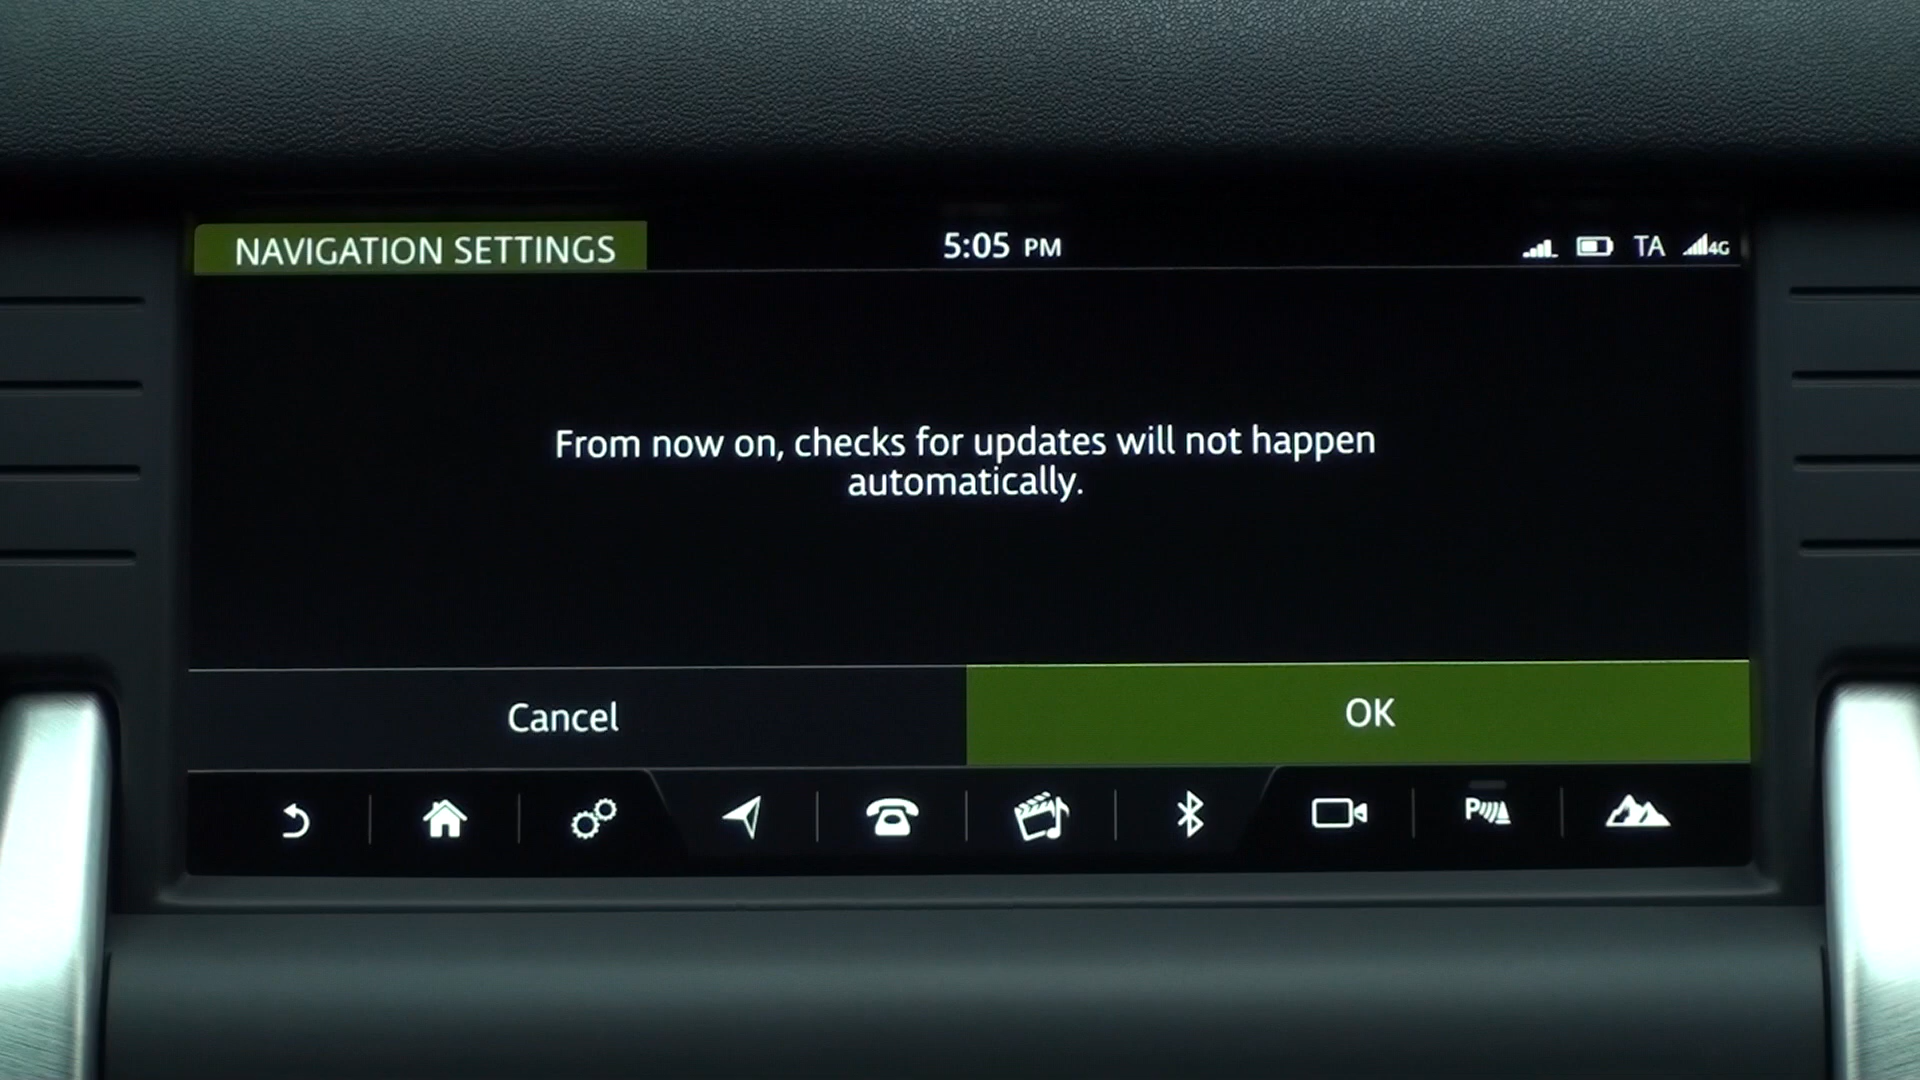 NAVIGATION SETTINGS
5:05 PM
TA
4G
From now on, checks for updates will not happen
automatically.
Cancel
OK
P